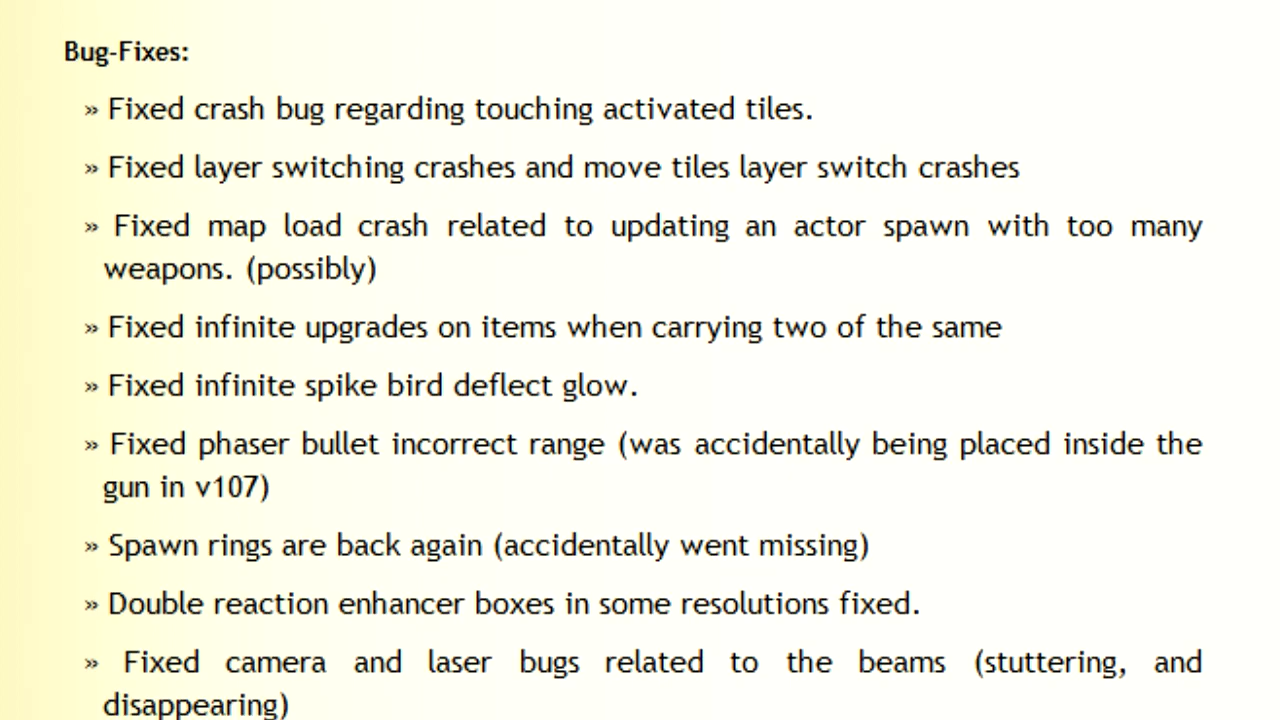 Bug-Fixes:
» Fixed crash bug regarding touching activated tiles.
» Fixed layer switching crashes and move tiles layer switch crashes
» Fixed map load crash related to updating an actor spawn with too many
weapons. (possibly)
» Fixed infinite upgrades on items when carrying two of the same
» Fixed infinite spike bird deflect glow.
» Fixed phaser bullet incorrect range (was accidentally being placed inside the
gun in v107)
» Spawn rings are back again (accidentally went missing)
» Double reaction enhancer boxes in some resolutions fixed.
» Fixed camera and laser bugs related to the beams (stuttering, and
disappearing)